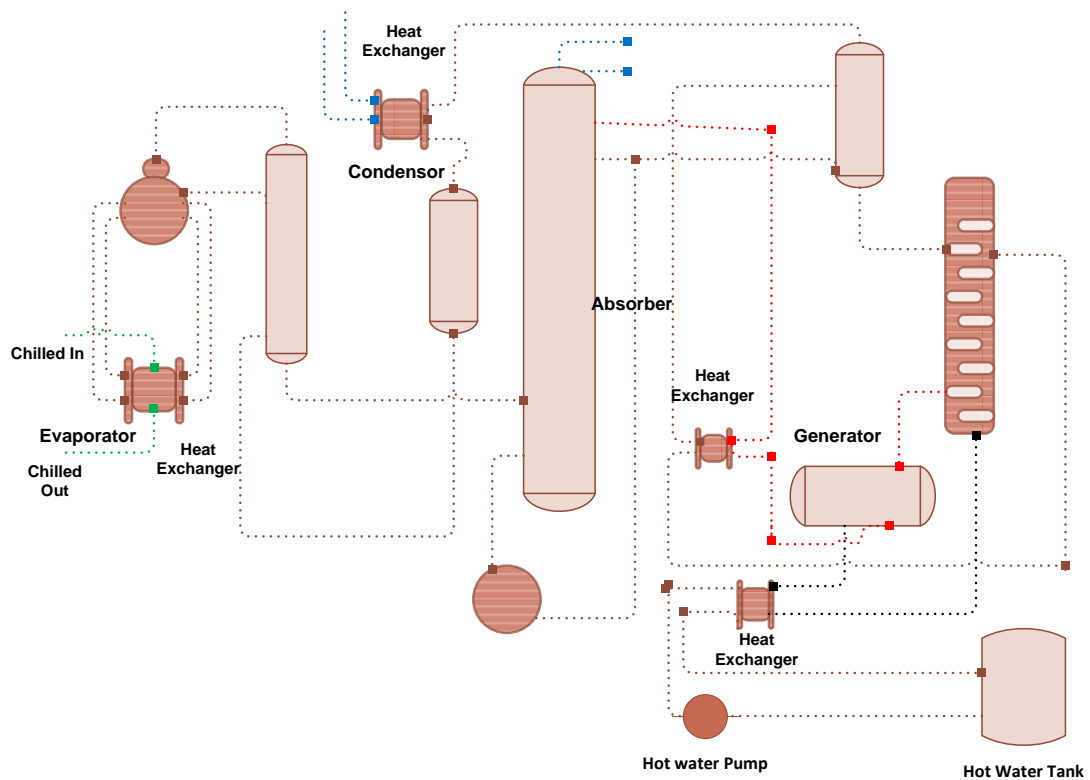 Heat
Exchanger
Condensor
Absorber
Chilled In
Evaporator
Chilled
Out
Heat
Exchanger
Heat
Exchanger
Generator
Heat
Exchanger
Hot water Pump
Hot Water Tank